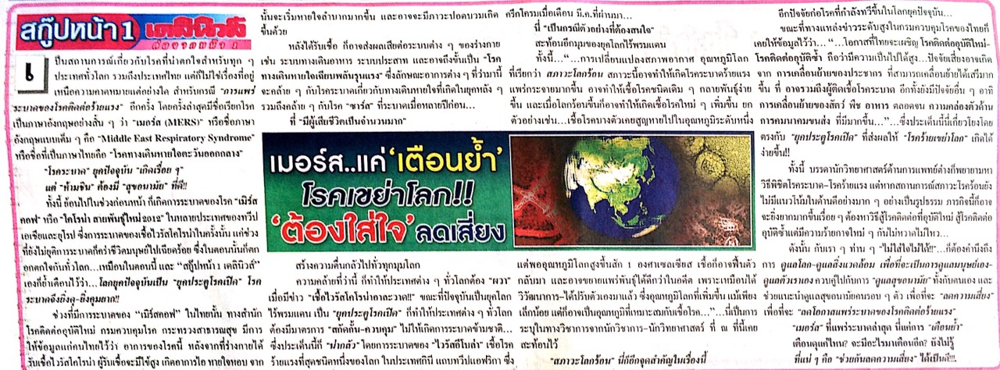 สกู๊ปหน้า 1 เดลินิวส์
เป็นสถานการณ์เกี่ยวกับโรคที่น่าตกใจสำหรับทุก ๆ
ประเทศทั่วโลก รวมถึงประเทศไทย แต่ก็ไม่ใช่เรื่องที่อยู่
เหนือความคาดหมายแต่อย่างใด สำหรับกรณี “การแพร่
ระบาดของโรคติดต่อร้ายแรง” อีกครั้ง โดยครั้งล่าสุดมีชื่อเรียกโรค
เป็นภาษาอังกฤษอย่างสั้น ๆ ว่า “เมอร์ส (MERS)” หรือชื่อภาษา
อังกฤษแบบเต็ม ๆ คือ “Middle East Respiratory Syndrome”
หรือชื่อที่เป็นภาษาไทยคือ “โรคทางเดินหายใจตะวันออกกลาง”
“โรคระบาด” ยุคปัจจุบัน “เกิดเรื่อย ๆ”
แต่ “ห้ามชิน” ต้องมี “สุขอนามัย” ที่ดี!!
ทั้งนี้ ย้อนไปในช่วงก่อนหน้า ก็เกิดการระบาดของโรค “เมิร์ส
คอฟ” หรือ “โคโรน่า สายพันธุ์ใหม่ 2012” ในหลายประเทศของทวีป
เอเชียและยุโรป ซึ่งการระบาดของเชื้อไวรัสโคโรน่าในครั้งนั้น แค่ช่วง
ที่ยังไม่ยุติการระบาดก็คร่าชีวิตมนุษย์ไปเฉียดร้อย ซึ่งในตอนนั้นก็ตก
อกตกใจกันทั่วโลก...เหมือนในตอนนี้ และ “สกู๊ปหน้า 1 เดลินิวส์”
เองก็ย้ำเตือนไว้ว่า... โลกยุคปัจจุบันเป็น “ยุคประตูโรคเปิด” โรค
ระบาดจึงยิ่งดุ-ยิ่งคุมยาก!!
ช่วงที่มีการระบาดของ “เมิร์สคอฟ” ในไทยนั้น ทางสำนัก
โรคติดต่ออุบัติใหม่ กรมควบคุมโรค กระทรวงสาธารณสุข มีการ
ให้ข้อมูลแก่คนไทยไว้ว่า อาการของโรคนี้ หลังจากที่ร่างกายได้
รับเชื้อไวรัสโคโรน่า ผู้รับเชื้อจะมีไข้สูง เกิดอาการไอ หายใจหอบ จาก
นั้นจะเริ่มหายใจลำบากมากขึ้น และอาจจะมีภาวะปอดบวมเกิด
ขึ้นด้วย
หลังได้รับเชื้อ ก็อาจส่งผลเสียต่อระบบต่าง ๆ ของร่างกาย
เช่น ระบบทางเดินอาหาร ระบบประสาท และอาจถึงขั้นเป็น “โรค
ทางเดินหายใจเฉียบพลันรุนแรง” ซึ่งลักษณะอาการต่าง ๆ ที่ว่ามานี้
จะคล้าย ๆ กับโรคระบาดเกี่ยวกับทางเดินหายใจที่เกิดในยุคหลัง ๆ
รวมถึงคล้าย ๆ กับโรค “ซาร์ส” ที่ระบาดเมื่อหลายปีก่อน...
ที่ “มีผู้เสียชีวิตเป็นจำนวนมาก”
เมอร์ส..แค่ ‘เตือนย้ำ’
โรคเขย่าโลก!!
‘ต้องใส่ใจ’ ลดเสี่ยง
สร้างความตื่นกลัวไปทั่วทุกมุมโลก
ความคล้ายที่ว่านี้ ก็ทำให้ประเทศต่าง ๆ ทั่วโลกต้อง “ผวา”
เมื่อมีข่าว “เชื้อไวรัสโคโรน่าอาละวาด!!” ขณะที่ปัจจุบันเป็นยุคโลก
ไร้พรมแดน เป็น “ยุคประตูโรคเปิด” ก็ทำให้ประเทศต่าง ๆ ทั่วโลก
ต้องมีมาตรการ “สกัดกั้น-ควบคุม” ไม่ให้เกิดการระบาดข้ามชาติ...
ซึ่งประเด็นนี้ก็ “น่ากลัว” โดยการระบาดของ “ไวรัสอีโบล่า” เชื้อโรค
ร้ายแรงที่สุดชนิดหนึ่งของโลก ในประเทศกินี แถบทวีปแอฟริกา ซึ่ง
ครึกโครมเมื่อเดือน มี.ค.ที่ผ่านมา...
ที่ “เป็นกรณีตัวอย่างที่ต้องสนใจ”
สะท้อนอีกมุมของยุคโลกไร้พรมแดน
ทั้งนี้...“...การเปลี่ยนแปลงสภาพอากาศ อุณหภูมิโลก
ที่เรียกว่า สภาวะโลกร้อน สภาวะนี้อาจทำให้เกิดโรคระบาดร้ายแรง
แพร่กระจายมากขึ้น อาจทำให้เชื้อโรคชนิดเดิม ๆ กลายพันธุ์ง่าย
ขึ้น และเมื่อโลกร้อนขึ้นก็อาจทำให้เกิดเชื้อโรคใหม่ ๆ เพิ่มขึ้น ยก
ตัวอย่างเช่น...เชื้อโรคบางตัวเคยสูญหายไปในอุณหภูมิระดับหนึ่ง
แต่พออุณหภูมิโลกสูงขึ้นสัก 1 องศาเซลเซียส เชื้อก็อาจฟื้นตัว
กลับมา และอาจขยายแพร่พันธุ์ได้ดีกว่าในอดีต เพราะเหมือนได้
วิวัฒนาการ-ได้ปรับตัวเองมาแล้ว ซึ่งอุณหภูมิโลกที่เพิ่มขึ้น แม้เพียง
เล็กน้อย แต่ก็อาจเป็นอุณหภูมิที่เหมาะสมกับเชื้อโรค...”...นี่เป็นการ
ระบุในทางวิชาการจากนักวิชาการ-นักวิทยาศาสตร์ ที่ ณ ที่นี้เคย
สะท้อนไว้
“สภาวะโลกร้อน” นี่ก็อีกจุดสำคัญในเรื่องนี้
อีกปัจจัยก่อโรคที่กำลังทวีขึ้นในโลกยุคปัจจุบัน...
ขณะที่ทางแหล่งข่าวระดับสูงในกรมควบคุมโรคของไทยก็
เคยให้ข้อมูลไว้ว่า...“...โอกาสที่ไทยจะเผชิญ โรคติดต่ออุบัติใหม่-
โรคติดต่ออุบัติซ้ำ ถือว่ามีความเป็นไปได้สูง...ปัจจัยเสี่ยงอาจเกิด
จาก การเคลื่อนย้ายของประชากร ที่สามารถเคลื่อนย้ายได้เสรีมาก
ขึ้น ที่ อาจรวมถึงผู้ติดเชื้อโรคระบาด อีกทั้งยังมีปัจจัยอื่น ๆ อาทิ
การเคลื่อนย้ายของสัตว์ พืช อาหาร ตลอดจน ความคล่องตัวด้าน
การคมนาคมขนส่ง ที่มีมากขึ้น...”...ซึ่งประเด็นนี้นี่เกี่ยวโยงโดย
ตรงกับ “ยุคประตูโรคเปิด” ที่ส่งผลให้ “โรคร้ายเขย่าโลก” เกิดได้
ง่ายขึ้น!!
ทั้งนี้ บรรดานักวิทยาศาสตร์ด้านการแพทย์ต่างก็พยายามหา
วิธีพิชิตโรคระบาด-โรคร้ายแรง แต่หากสถานการณ์สภาวะโรคร้อนยัง
ไม่มีแนวโน้มในด้านดีอย่างมาก ๆ อย่างเป็นรูปธรรม ภารกิจนี้ก็อาจ
จะยิ่งยากมากขึ้นเรื่อย ๆ ต้องหาวิธีสู้โรคติดต่อที่อุบัติใหม่ สู้โรคติดต่อ
อุบัติซ้ำแต่มีความร้ายกาจใหม่ ๆ กันไม่หวาดไม่ไหว...
ดังนั้น กับเรา ๆ ท่าน ๆ “ไม่ใส่ใจไม่ได้!!”...ก็ต้องคำนึงถึง
การ ดูแลโลก-ดูแลสิ่งแวดล้อม เพื่อที่จะเป็นการดูแลมนุษย์เอง-
ดูแลตัวเราเอง ควบคู่ไปกับการ “ดูแลสุขอนามัย” ทั้งกับตนเอง และ
ช่วยแนะนำดูแลสุขอนามัยคนรอบ ๆ ตัว เพื่อที่จะ “ลดความเสี่ยง”
เพื่อที่จะ “ลดโอกาสแพร่ระบาดของโรคติดต่อร้ายแรง”
“เมอร์ส” ที่แพร่ระบาดล่าสุด นี่แค่การ “เตือนย้ำ”
เตือนดุแค่ไหน? จะมีอะไรมาเตือนอีก? ยังไม่รู้
ที่แน่ ๆ คือ “ช่วยกันลดความเสี่ยง” ได้เป็นดี!!!.